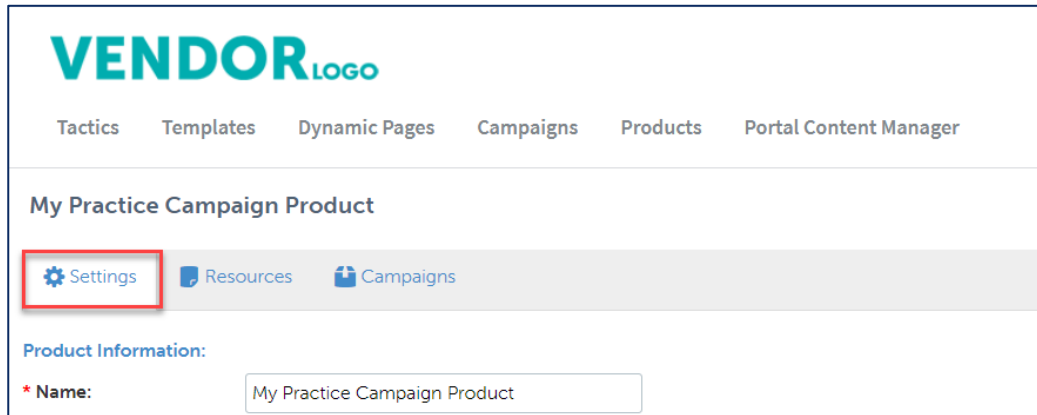 VENDOR LOGO
Tactics Templates Dynamic Pages Campaigns Products Portal Content Manager
My Practice Campaign Product
Settings Resources Campaigns
Product Information:
* Name: My Practice Campaign Product